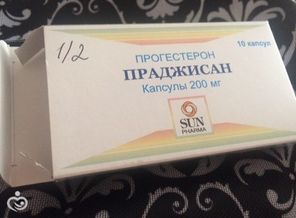 1/2
ПРОГЕСТЕРОН
10 капсул
ПРАДЖИСАН
Капсулы 200 мг
SUN
PHARMA